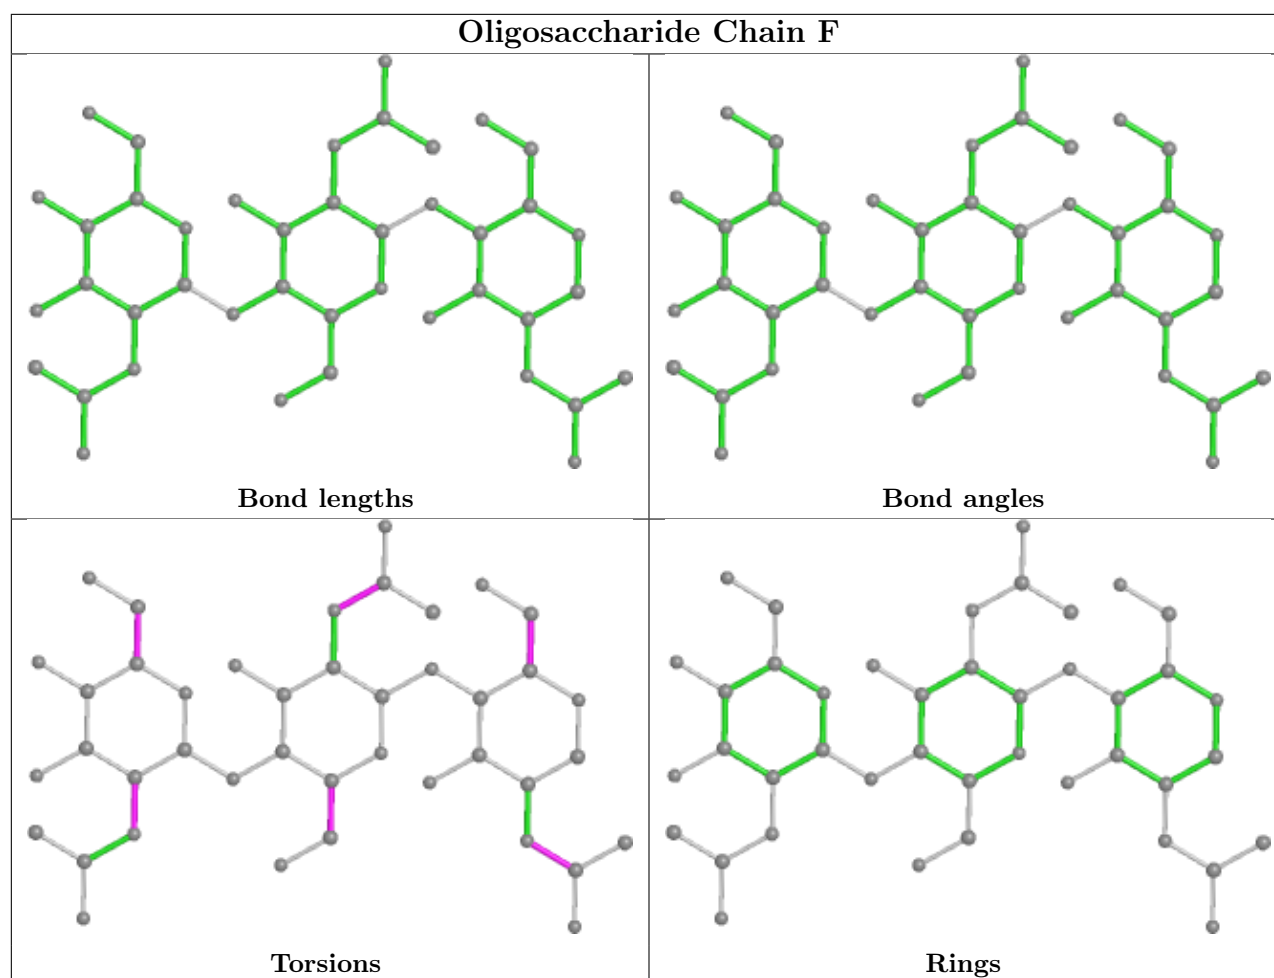 Oligosaccharide Chain F
Bond lengths
Bond angles
Torsions
Rings